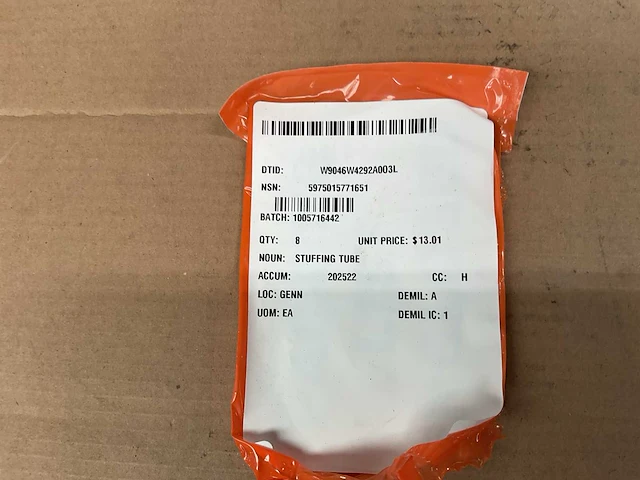 DTID: W9046W4292A003L
NSN: 5975015771651
BATCH: 1005716442
QTY: 8 UNIT PRICE: $13.01
NOUN: STUFFING TUBE
ACCUM: 202522 CC: H
LOC: GENN DEMIL: A
UOM: EA DEMIL IC: 1